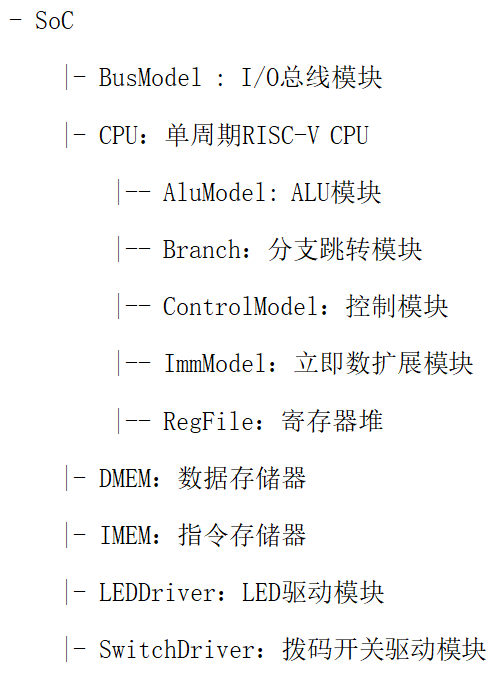 - SoC
|- BusModel : I/O总线模块
|- CPU：单周期RISC-V CPU
|-- AluModel: ALU模块
|-- Branch：分支跳转模块
|-- ControlModel：控制模块
|-- ImmModel：立即数扩展模块
|-- RegFile：寄存器堆
|- DMEM：数据存储器
|- IMEM：指令存储器
|- LEDDriver：LED驱动模块
|- SwitchDriver：拨码开关驱动模块